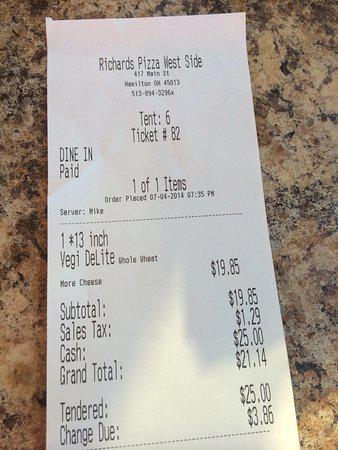 Richards Pizza West Side
417 Main St
Hamilton OH 45013
513-894-3296x
Tent: 6
Ticket # 82
DINE IN
Paid
1 of 1 Items
Order Placed 07-04-2014 07:35 PM
Server: Mike
1 *13 inch
Vegi DeLite Whole Wheat
$19.85
More Cheese
Subtotal: $19.85
Sales Tax: $1.29
Cash: $25.00
Grand Total: $21.14
Tendered: $25.00
Change Due: $3.86